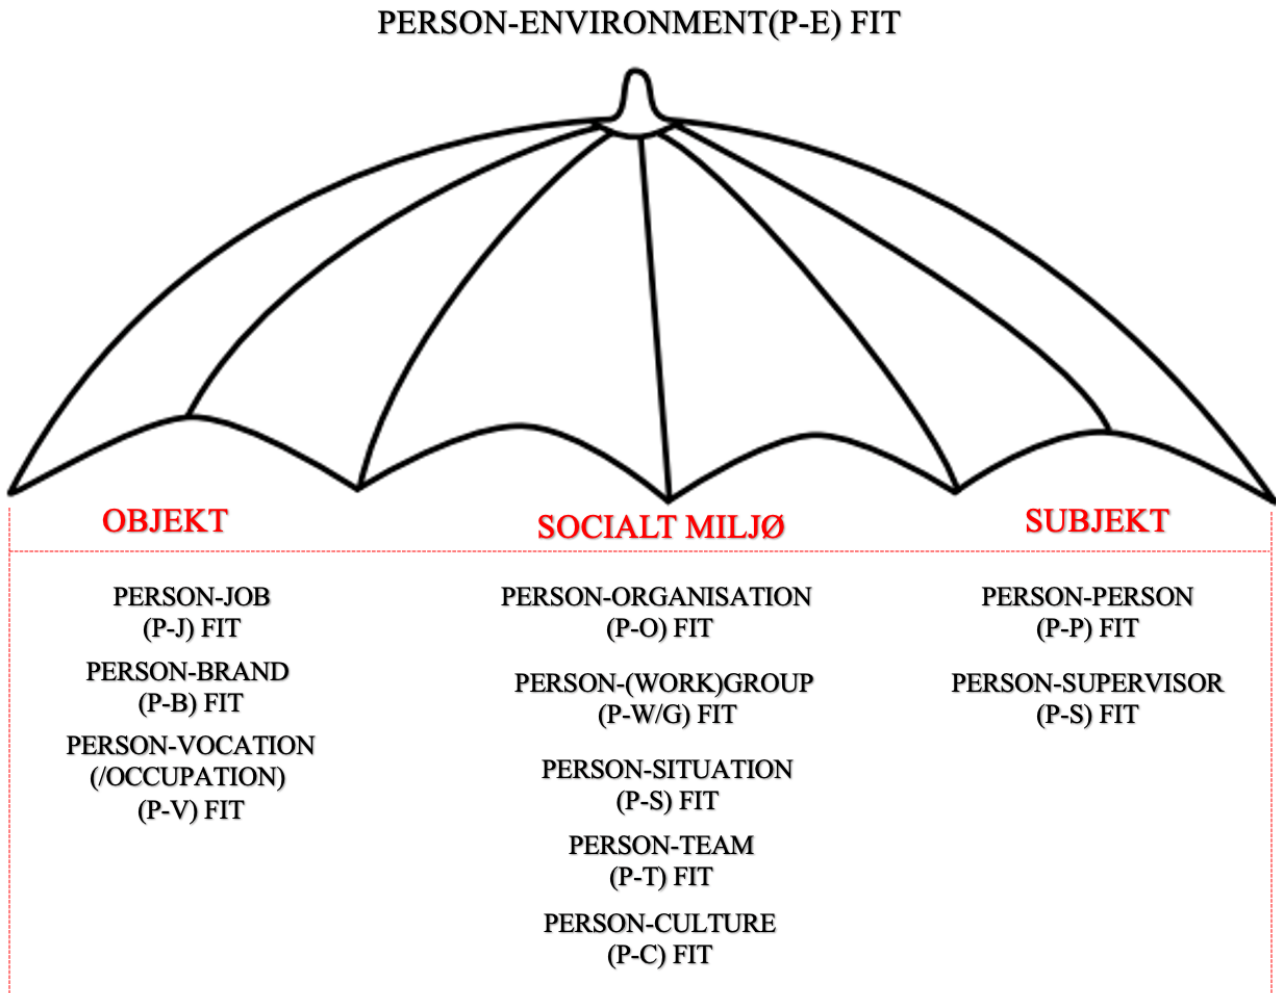 PERSON-ENVIRONMENT(P-E) FIT
OBJEKT
PERSON-JOB
(P-J) FIT
PERSON-BRAND
(P-B) FIT
PERSON-VOCATION
(/OCCUPATION)
(P-V) FIT
SOCIALT MILJØ
PERSON-ORGANISATION
(P-O) FIT
PERSON-(WORK)GROUP
(P-W/G) FIT
PERSON-SITUATION
(P-S) FIT
PERSON-TEAM
(P-T) FIT
PERSON-CULTURE
(P-C) FIT
SUBJEKT
PERSON-PERSON
(P-P) FIT
PERSON-SUPERVISOR
(P-S) FIT